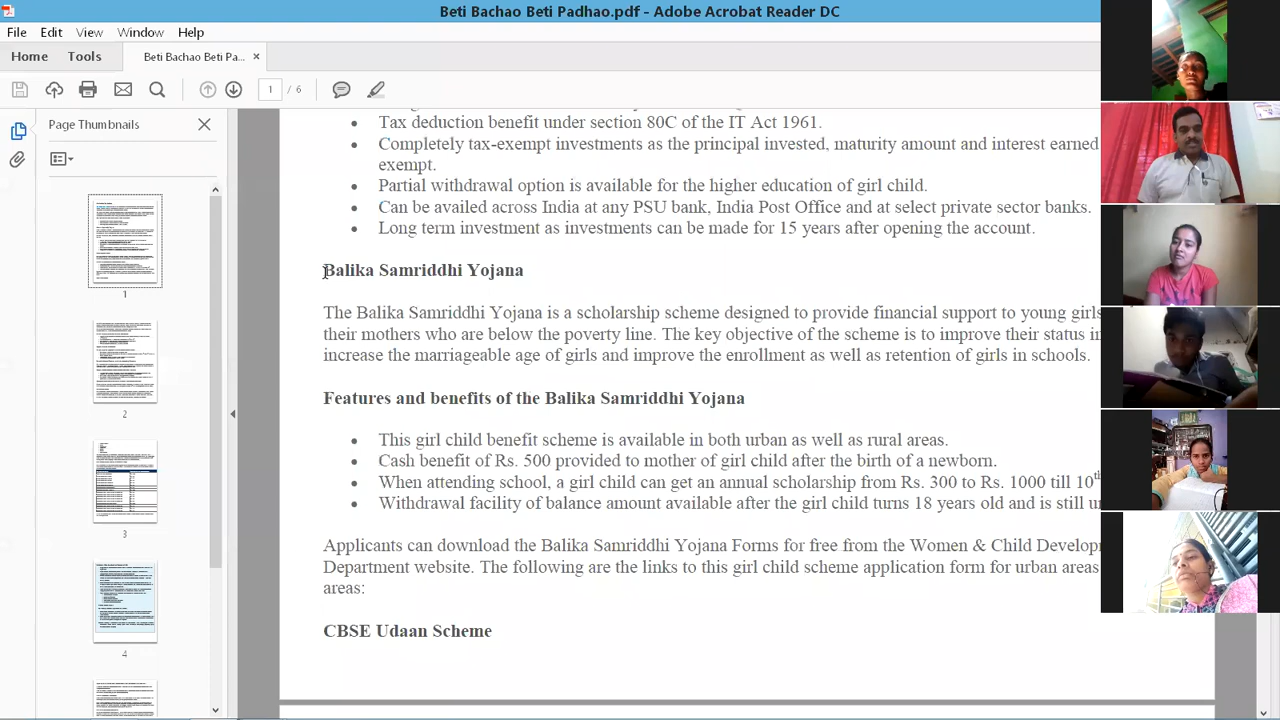 Beti Bachao Beti Padhao.pdf - Adobe Acrobat Reader DC
File Edit View Window Help
Home Tools Beti Bachao Beti Pa... ×
1 / 6
Page Thumbnails
1
2
3
4
Tax deduction benefit under section 80C of the IT Act 1961.
Completely tax-exempt investments as the principal invested, maturity amount and interest earned
exempt.
Partial withdrawal options available for the higher education of girl child.
Can be availed across and PSU bank, India Post Office and select private sector banks.
Long term investment. Investments can be made for 15 after opening the account.
Balika Samriddhi Yojana
The Balika Samriddhi Yojana is a scholarship scheme designed to provide financial support to young girls
their mothers who are below poverty line. The key objective of the scheme is to improve their status in
increase the marriageable age of girls and improve the enrollment as well as retention of girls in schools.
Features and benefits of the Balika Samriddhi Yojana
This girl child benefit scheme is available in both urban as well as rural areas.
Cash benefit of Rs. is provided to mother of girl child after birth of a newborn.
When attending school, a girl child can get an annual scholarship from Rs. 300 to Rs. 1000 till 10th
Withdrawal facility of balance amount available after the girl child turns 18 years old and is still
Applicants can download the Balika Samriddhi Yojana Forms for free from the Women & Child
Department website. The following are the links to this girl child scheme application form for urban areas
areas:
CBSE Udaan Scheme